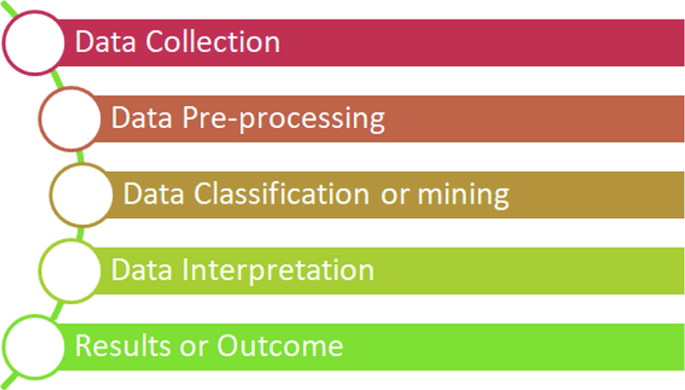 Data Collection
Data Pre-processing
Data Classification or mining
Data Interpretation
Results or Outcome